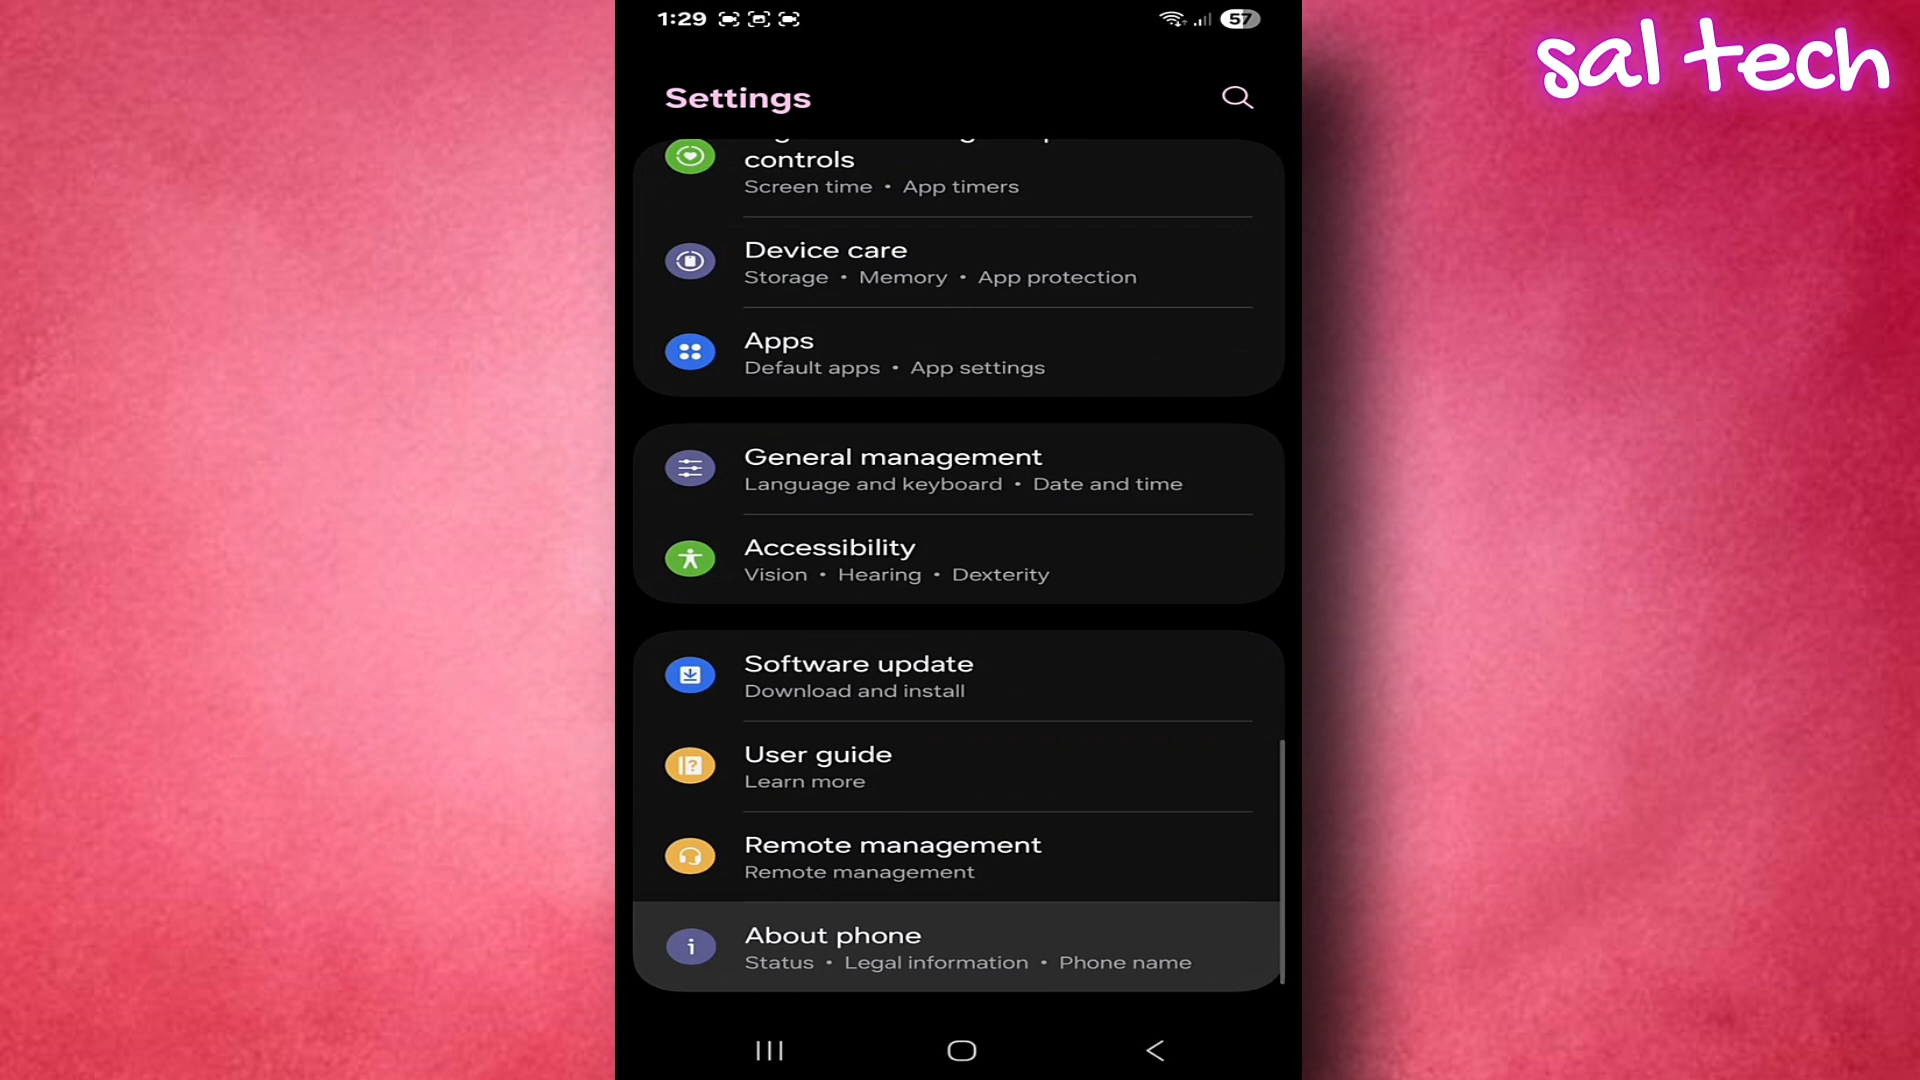 1:29
57
sal tech
Settings
controls
Screen time • App timers
Device care
Storage • Memory • App protection
Apps
Default apps • App settings
General management
Language and keyboard • Date and time
Accessibility
Vision • Hearing • Dexterity
Software update
Download and install
User guide
Learn more
Remote management
Remote management
About phone
Status • Legal information • Phone name